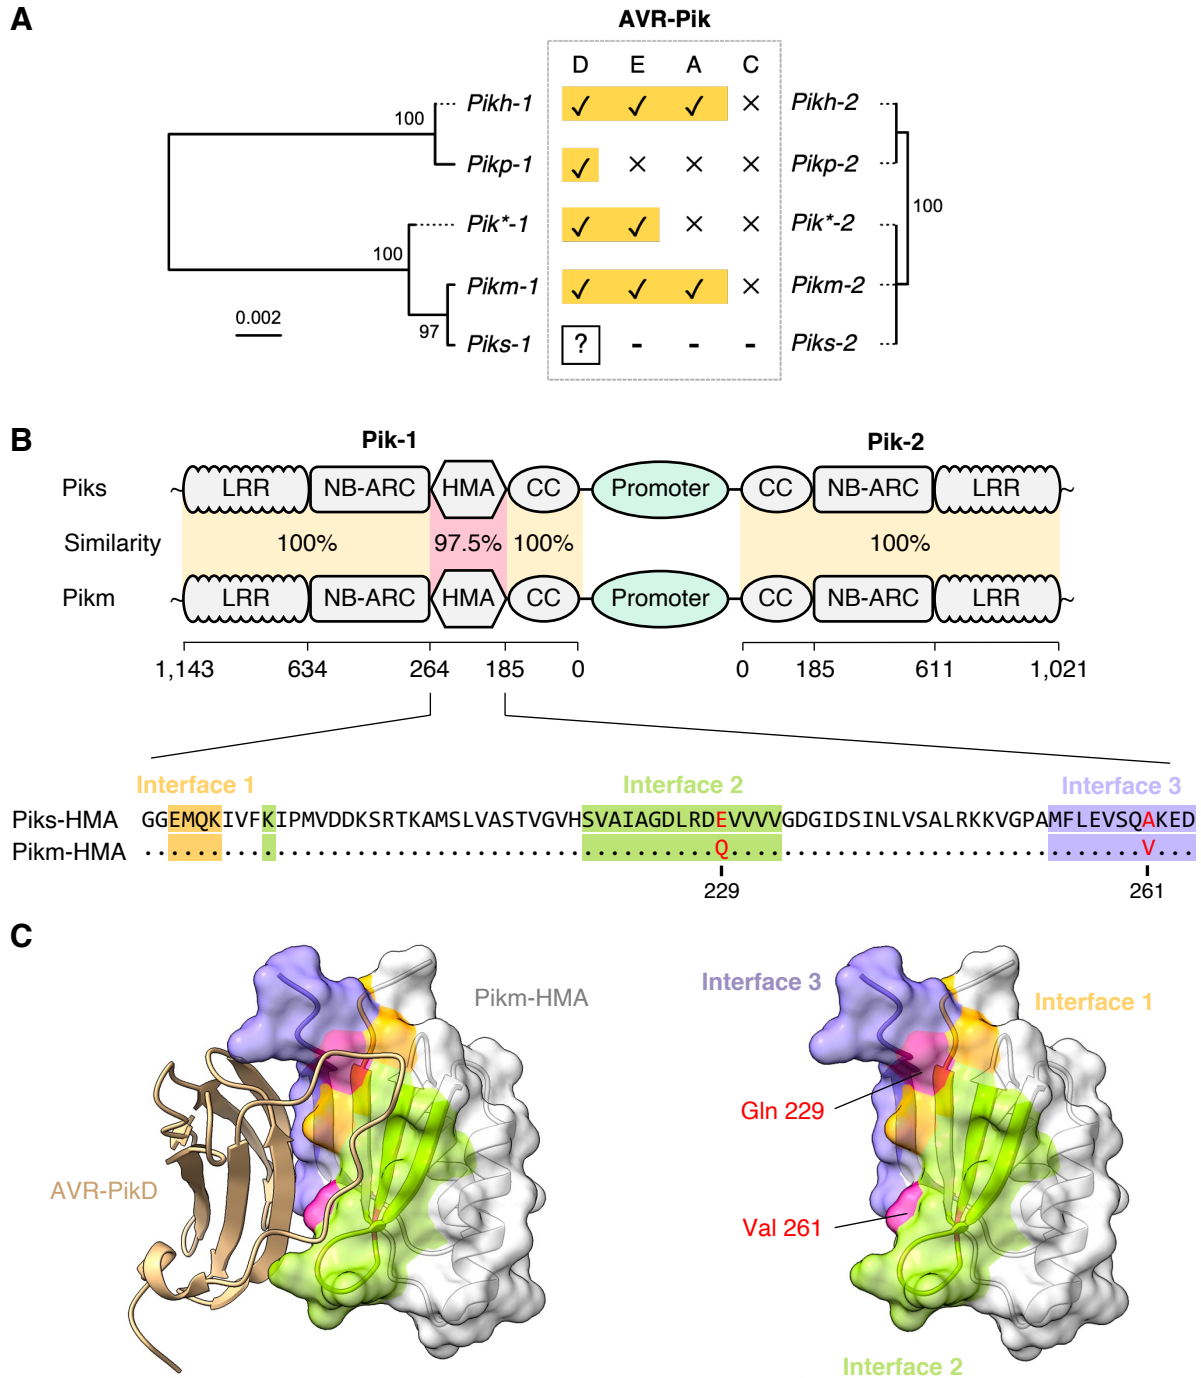 A
AVR-Pik
D E A C
Pikh-1 ✓ ✓ ✓ × Pikh-2
100
Pikp-1 ✓ × × × Pikp-2
100
Pik*-1 ✓ ✓ × × Pik*-2
100
Pikm-1 ✓ ✓ ✓ × Pikm-2
0.002
97
Piks-1 ? - - - Piks-2
B
Pik-1 Pik-2
Piks ~ LRR NB-ARC HMA CC Promoter CC NB-ARC LRR ~
Similarity 100% 97.5% 100% 100%
Pikm ~ LRR NB-ARC HMA CC Promoter CC NB-ARC LRR ~
1,143 634 264 185 0 0 185 611 1,021
Interface 1 Interface 2 Interface 3
Piks-HMA GGEMQKIVFKIPMVDDKSRTKAMSLVASTVGVHSVAIAGDLRDEVVVVGDGIDSINLVSALRKKVGPAMFLEVSQAKED
Pikm-HMA ...........................................Q...............................V...
229 261
C
Pikm-HMA
AVR-PikD
Interface 3
Interface 1
Gln 229
Val 261
Interface 2